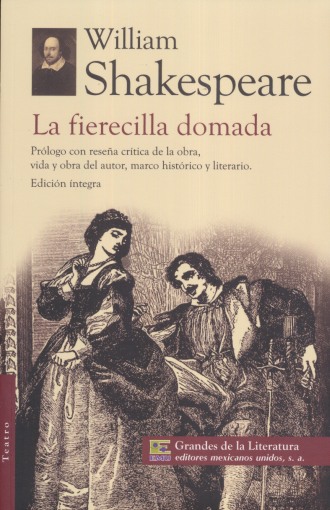 William
Shakespeare
La fierecilla domada
Prólogo con reseña crítica de la obra,
vida y obra del autor, marco histórico y literario.
Edición íntegra
Teatro
Grandes de la Literatura
editores mexicanos unidos, s. a.